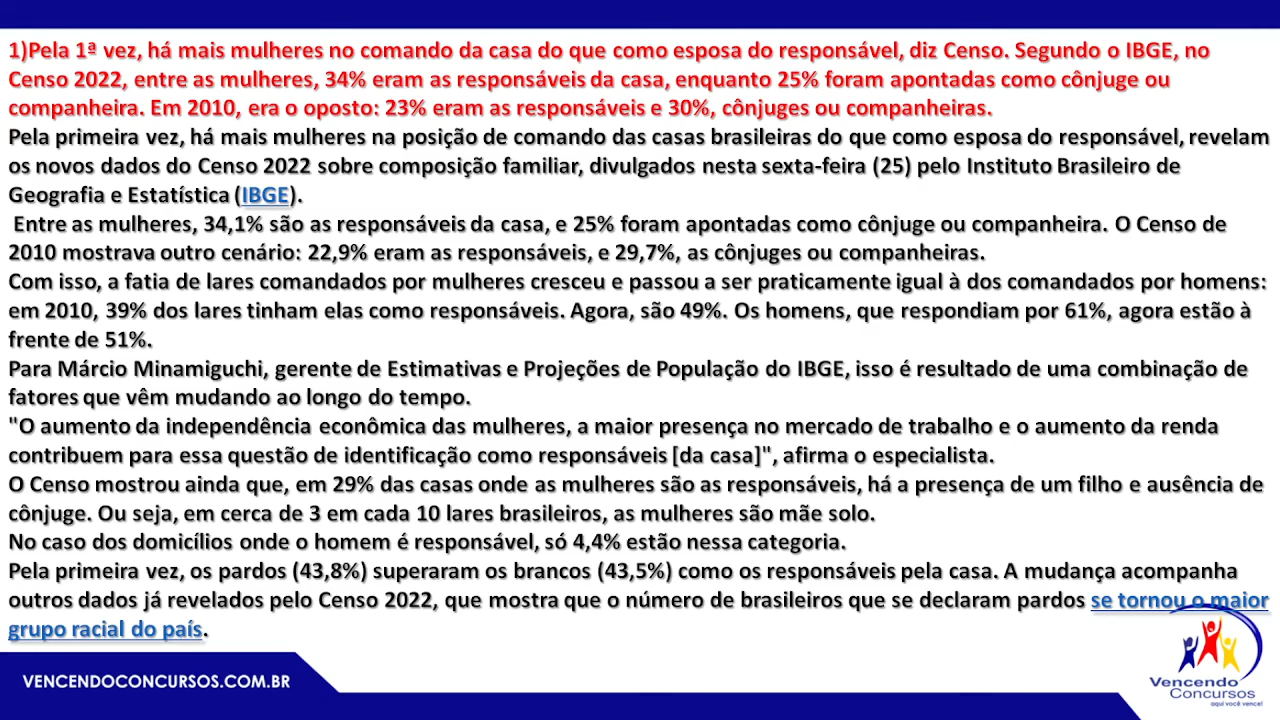 1)Pela 1ª vez, há mais mulheres no comando da casa do que como esposa do responsável, diz Censo. Segundo o IBGE, no
Censo 2022, entre as mulheres, 34% eram as responsáveis da casa, enquanto 25% foram apontadas como cônjuge ou
companheira. Em 2010, era o oposto: 23% eram as responsáveis e 30%, cônjuges ou companheiras.
Pela primeira vez, há mais mulheres na posição de comando das casas brasileiras do que como esposa do responsável, revelam
os novos dados do Censo 2022 sobre composição familiar, divulgados nesta sexta-feira (25) pelo Instituto Brasileiro de
Geografia e Estatística (IBGE).
Entre as mulheres, 34,1% são as responsáveis da casa, e 25% foram apontadas como cônjuge ou companheira. O Censo de
2010 mostrava outro cenário: 22,9% eram as responsáveis, e 29,7%, as cônjuges ou companheiras.
Com isso, a fatia de lares comandados por mulheres cresceu e passou a ser praticamente igual à dos comandados por homens:
em 2010, 39% dos lares tinham elas como responsáveis. Agora, são 49%. Os homens, que respondiam por 61%, agora estão à
frente de 51%.
Para Márcio Minamiguchi, gerente de Estimativas e Projeções de População do IBGE, isso é resultado de uma combinação de
fatores que vêm mudando ao longo do tempo.
"O aumento da independência econômica das mulheres, a maior presença no mercado de trabalho e o aumento da renda
contribuem para essa questão de identificação como responsáveis [da casa]", afirma o especialista.
O Censo mostrou ainda que, em 29% das casas onde as mulheres são as responsáveis, há a presença de um filho e ausência de
cônjuge. Ou seja, em cerca de 3 em cada 10 lares brasileiros, as mulheres são mãe solo.
No caso dos domicílios onde o homem é responsável, só 4,4% estão nessa categoria.
Pela primeira vez, os pardos (43,8%) superaram os brancos (43,5%) como os responsáveis pela casa. A mudança acompanha
outros dados já revelados pelo Censo 2022, que mostra que o número de brasileiros que se declaram pardos se tornou o maior
grupo racial do país.
VENCENDOCONCURSOS.COM.BR
Vencendo
Concursos
aqui você vence!